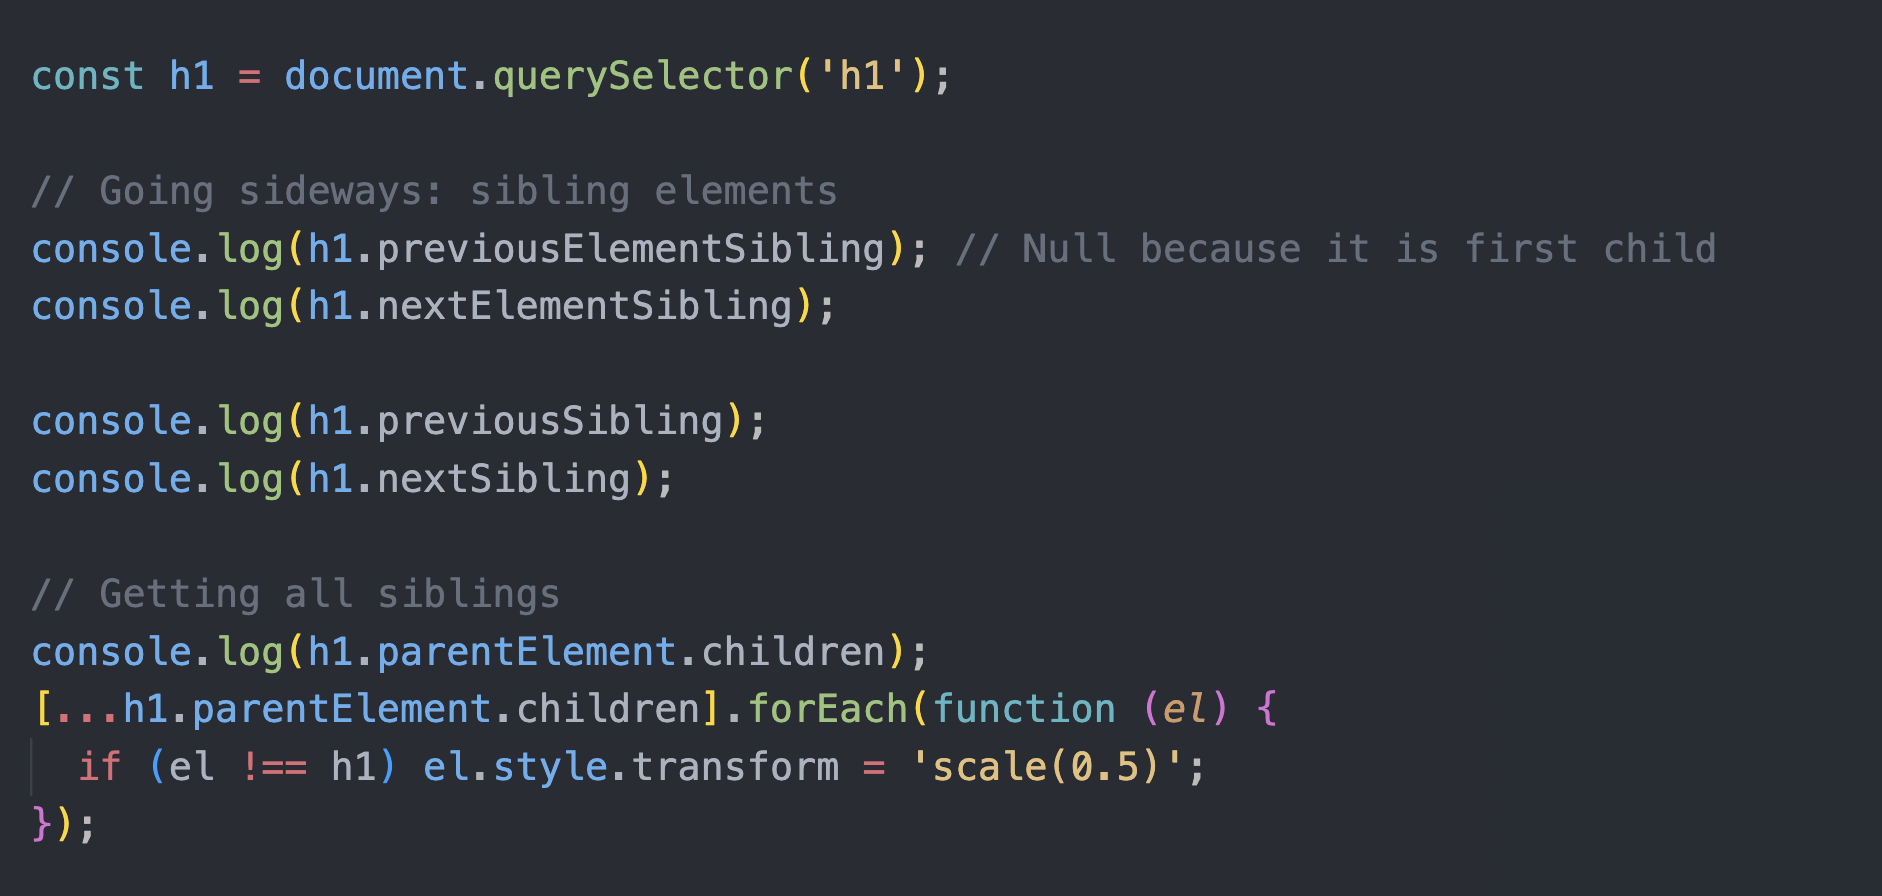 const h1 = document.querySelector('h1');
// Going sideways: sibling elements
console.log(h1.previousElementSibling); // Null because it is first child
console.log(h1.nextElementSibling);
console.log(h1.previousSibling);
console.log(h1.nextSibling);
// Getting all siblings
console.log(h1.parentElement.children);
[...h1.parentElement.children].forEach(function (el) {
  if (el !== h1) el.style.transform = 'scale(0.5)';
});